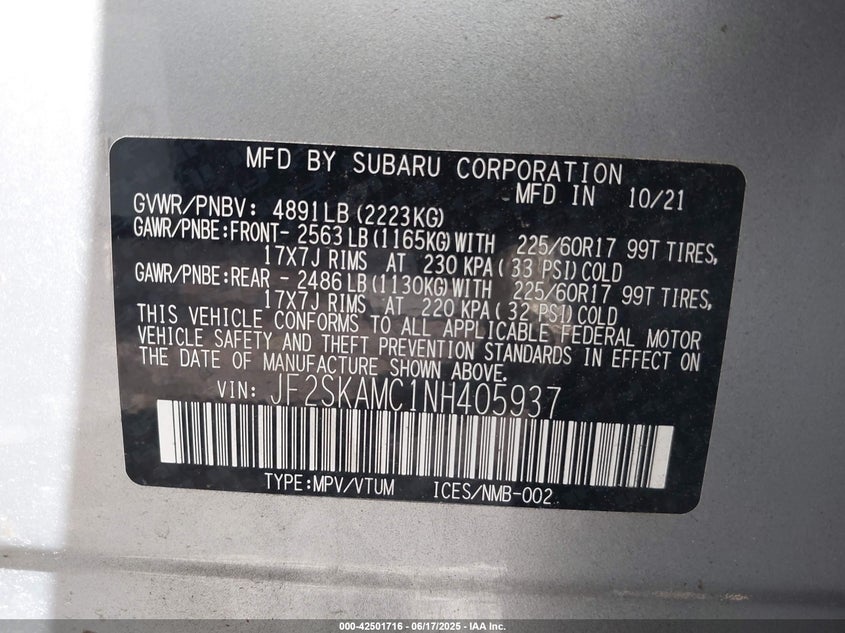 MFD BY SUBARU CORPORATION
MFD IN 10/21
GVWR/PNBV: 4891LB(2223KG)
GAWR/PNBE:FRONT- 2563LB(1165KG)WITH 225/60R17 99T TIRES,
17X7J RIMS AT 230 KPA(33 PSI)COLD
GAWR/PNBE:REAR - 2486LB(1130KG)WITH 225/60R17 99T TIRES,
17X7J RIMS AT 220 KPA(32 PSI)COLD
THIS VEHICLE CONFORMS TO ALL APPLICABLE FEDERAL MOTOR
VEHICLE SAFETY AND THEFT PREVENTION STANDARDS IN EFFECT ON
THE DATE OF MANUFACTURE SHOWN ABOVE.
VIN: JF2SKAMC1NH405937
TYPE:MPV/VTUM ICES/NMB-002
000-42501716 - 06/17/2025 - IAA Inc.